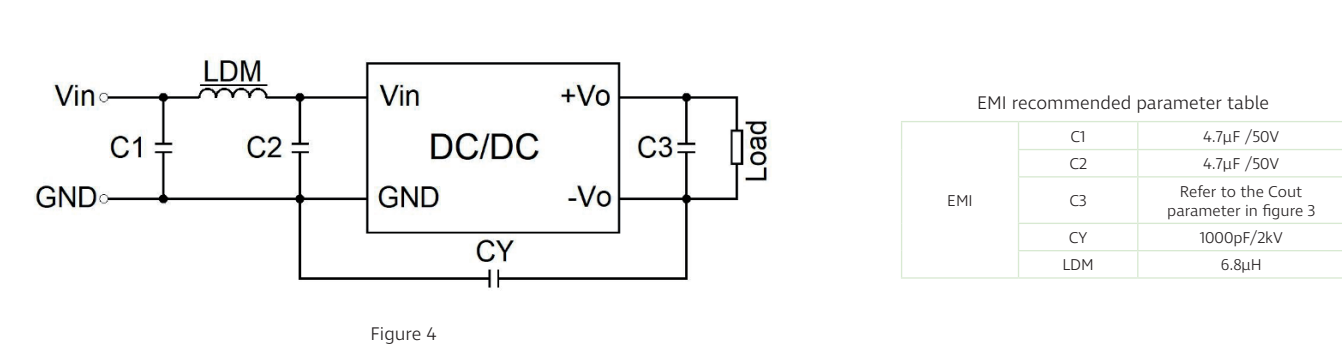 LDM
Vin
Vin
+Vo
C1
C2
DC/DC
C3
Load
GND
GND
-Vo
CY
Figure 4
EMI recommended parameter table
EMI
C1 4.7μF /50V
C2 4.7μF /50V
C3 Refer to the Cout
parameter in figure 3
CY 1000pF/2kV
LDM 6.8μH